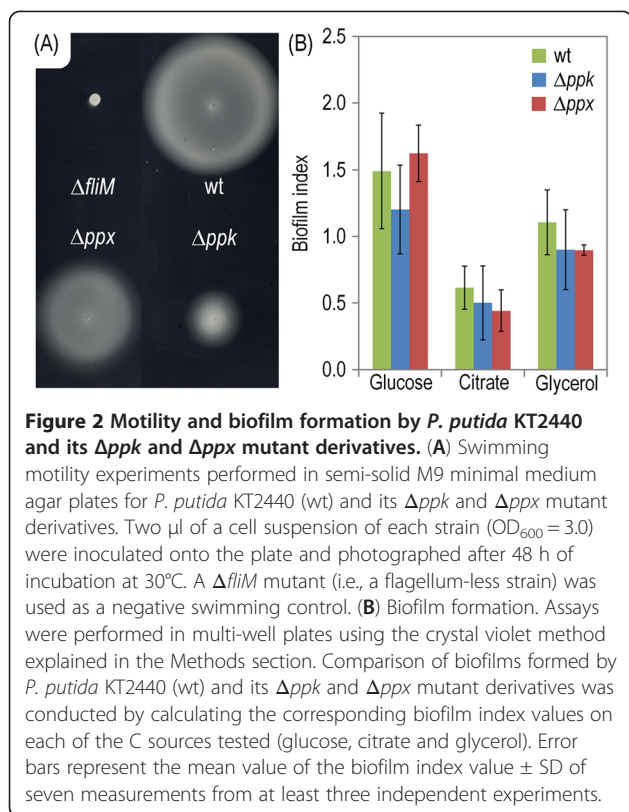 (A)
ΔfliM wt
Δppx Δppk
(B)
2.5
2.0
1.5
1.0
0.5
0.0
Biofilm index
wt
Δppk
Δppx
Glucose Citrate Glycerol
Figure 2 Motility and biofilm formation by P. putida KT2440
and its Δppk and Δppx mutant derivatives. (A) Swimming
motility experiments performed in semi-solid M9 minimal medium
agar plates for P. putida KT2440 (wt) and its Δppk and Δppx mutant
derivatives. Two μl of a cell suspension of each strain (OD600 = 3.0)
were inoculated onto the plate and photographed after 48 h of
incubation at 30°C. A ΔfliM mutant (i.e., a flagellum-less strain) was
used as a negative swimming control. (B) Biofilm formation. Assays
were performed in multi-well plates using the crystal violet method
explained in the Methods section. Comparison of biofilms formed by
P. putida KT2440 (wt) and its Δppk and Δppx mutant derivatives was
conducted by calculating the corresponding biofilm index values on
each of the C sources tested (glucose, citrate and glycerol). Error
bars represent the mean value of the biofilm index value ± SD of
seven measurements from at least three independent experiments.